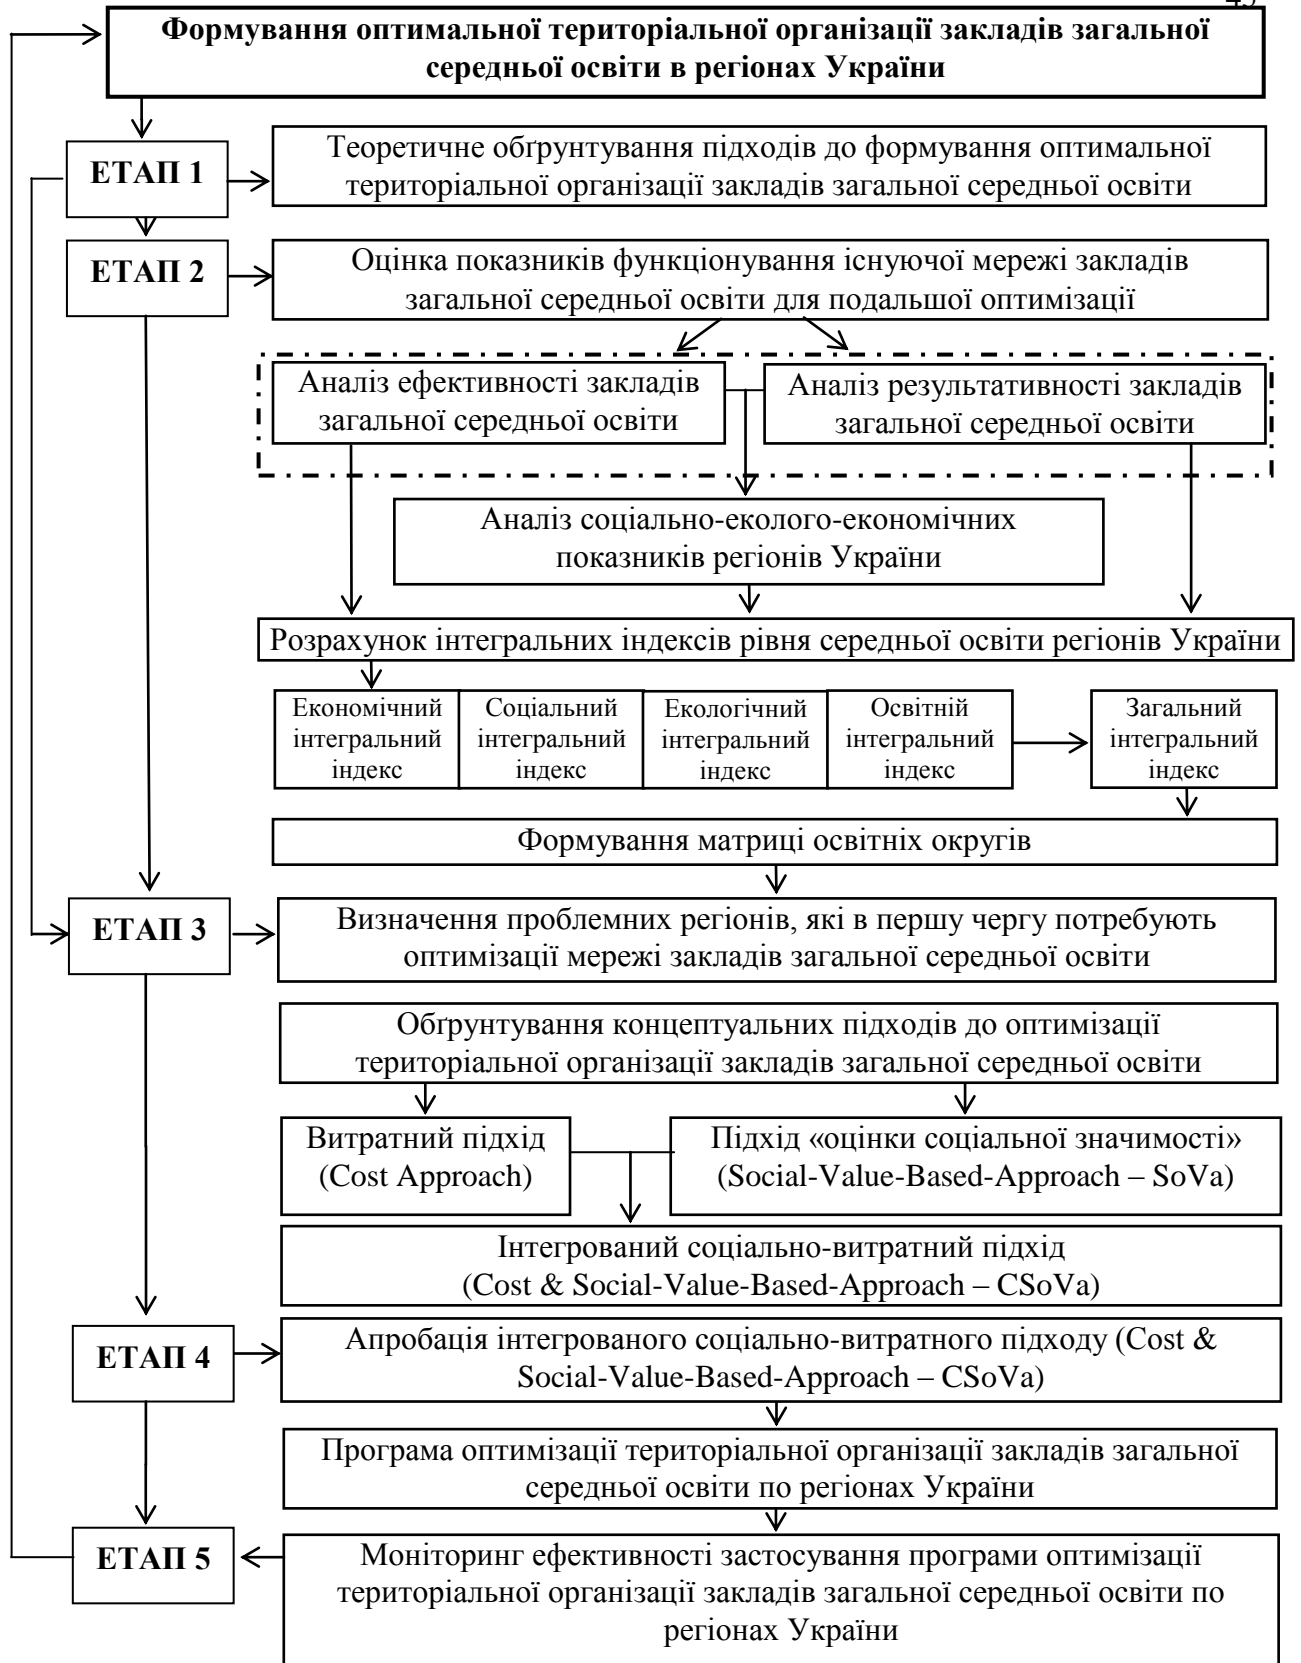 Формування оптимальної територіальної організації закладів загальної
середньої освіти в регіонах України
ЕТАП 1
Теоретичне обґрунтування підходів до формування оптимальної
територіальної організації закладів загальної середньої освіти
ЕТАП 2
Оцінка показників функціонування існуючої мережі закладів
загальної середньої освіти для подальшої оптимізації
Аналіз ефективності закладів
загальної середньої освіти
Аналіз результативності закладів
загальної середньої освіти
Аналіз соціально-еколого-економічних
показників регіонів України
Розрахунок інтегральних індексів рівня середньої освіти регіонів України
Економічний
інтегральний
індекс
Соціальний
інтегральний
індекс
Екологічний
інтегральний
індекс
Освітній
інтегральний
індекс
Загальний
інтегральний
індекс
Формування матриці освітніх округів
ЕТАП 3
Визначення проблемних регіонів, які в першу чергу потребують
оптимізації мережі закладів загальної середньої освіти
Обґрунтування концептуальних підходів до оптимізації
територіальної організації закладів загальної середньої освіти
Витратний підхід
(Cost Approach)
Підхід «оцінки соціальної значимості»
(Social-Value-Based-Approach – SoVa)
Інтегрований соціально-витратний підхід
(Cost & Social-Value-Based-Approach – CSoVa)
ЕТАП 4
Апробація інтегрованого соціально-витратного підходу (Cost &
Social-Value-Based-Approach – CSoVa)
Програма оптимізації територіальної організації закладів загальної
середньої освіти по регіонах України
ЕТАП 5
Моніторинг ефективності застосування програми оптимізації
територіальної організації закладів загальної середньої освіти по
регіонах України